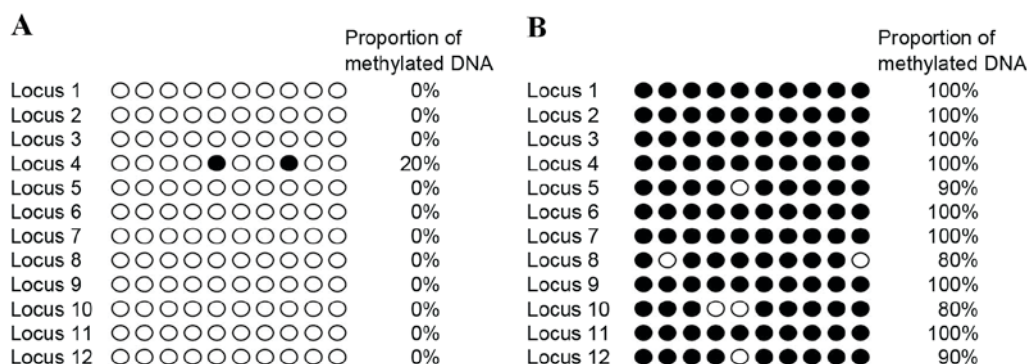 A
Proportion of
methylated DNA
Locus 1 0%
Locus 2 0%
Locus 3 0%
Locus 4 20%
Locus 5 0%
Locus 6 0%
Locus 7 0%
Locus 8 0%
Locus 9 0%
Locus 10 0%
Locus 11 0%
Locus 12 0%
B
Proportion of
methylated DNA
Locus 1 100%
Locus 2 100%
Locus 3 100%
Locus 4 100%
Locus 5 90%
Locus 6 100%
Locus 7 100%
Locus 8 80%
Locus 9 100%
Locus 10 80%
Locus 11 100%
Locus 12 90%